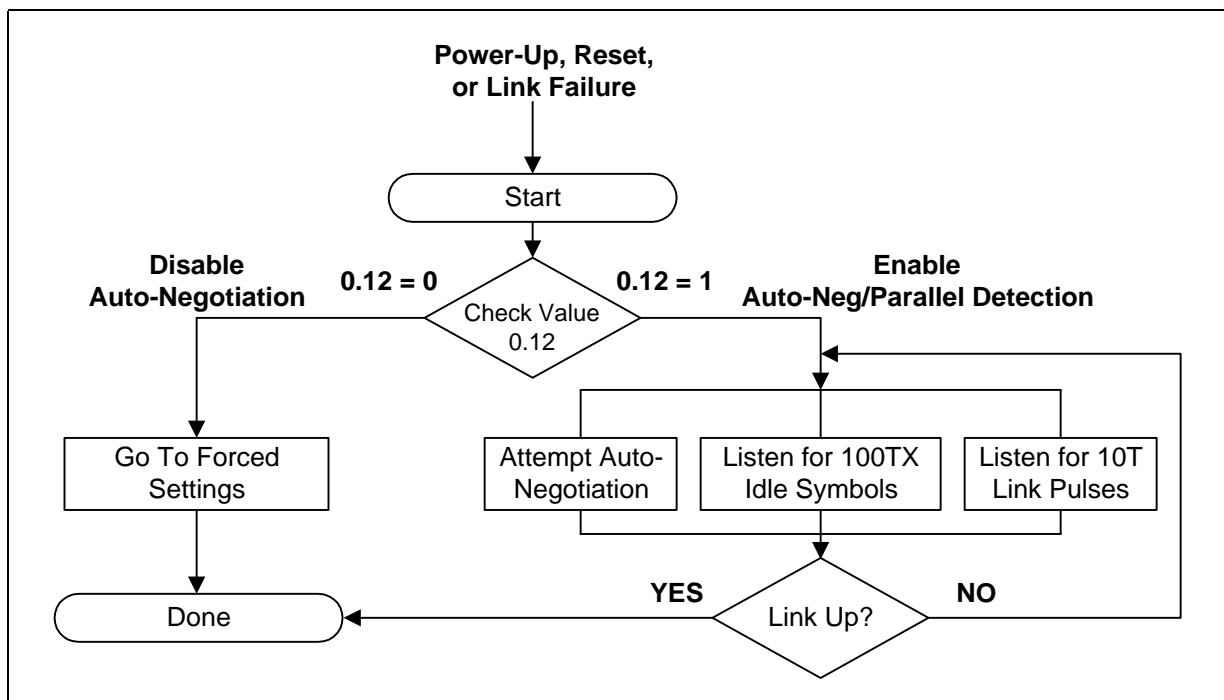 Power-Up, Reset,
or Link Failure
Start
Disable
Auto-Negotiation
0.12 = 0
0.12 = 1
Enable
Auto-Neg/Parallel Detection
Check Value
0.12
Go To Forced
Settings
Attempt Auto-
Negotiation
Listen for 100TX
Idle Symbols
Listen for 10T
Link Pulses
Done
YES
Link Up?
NO